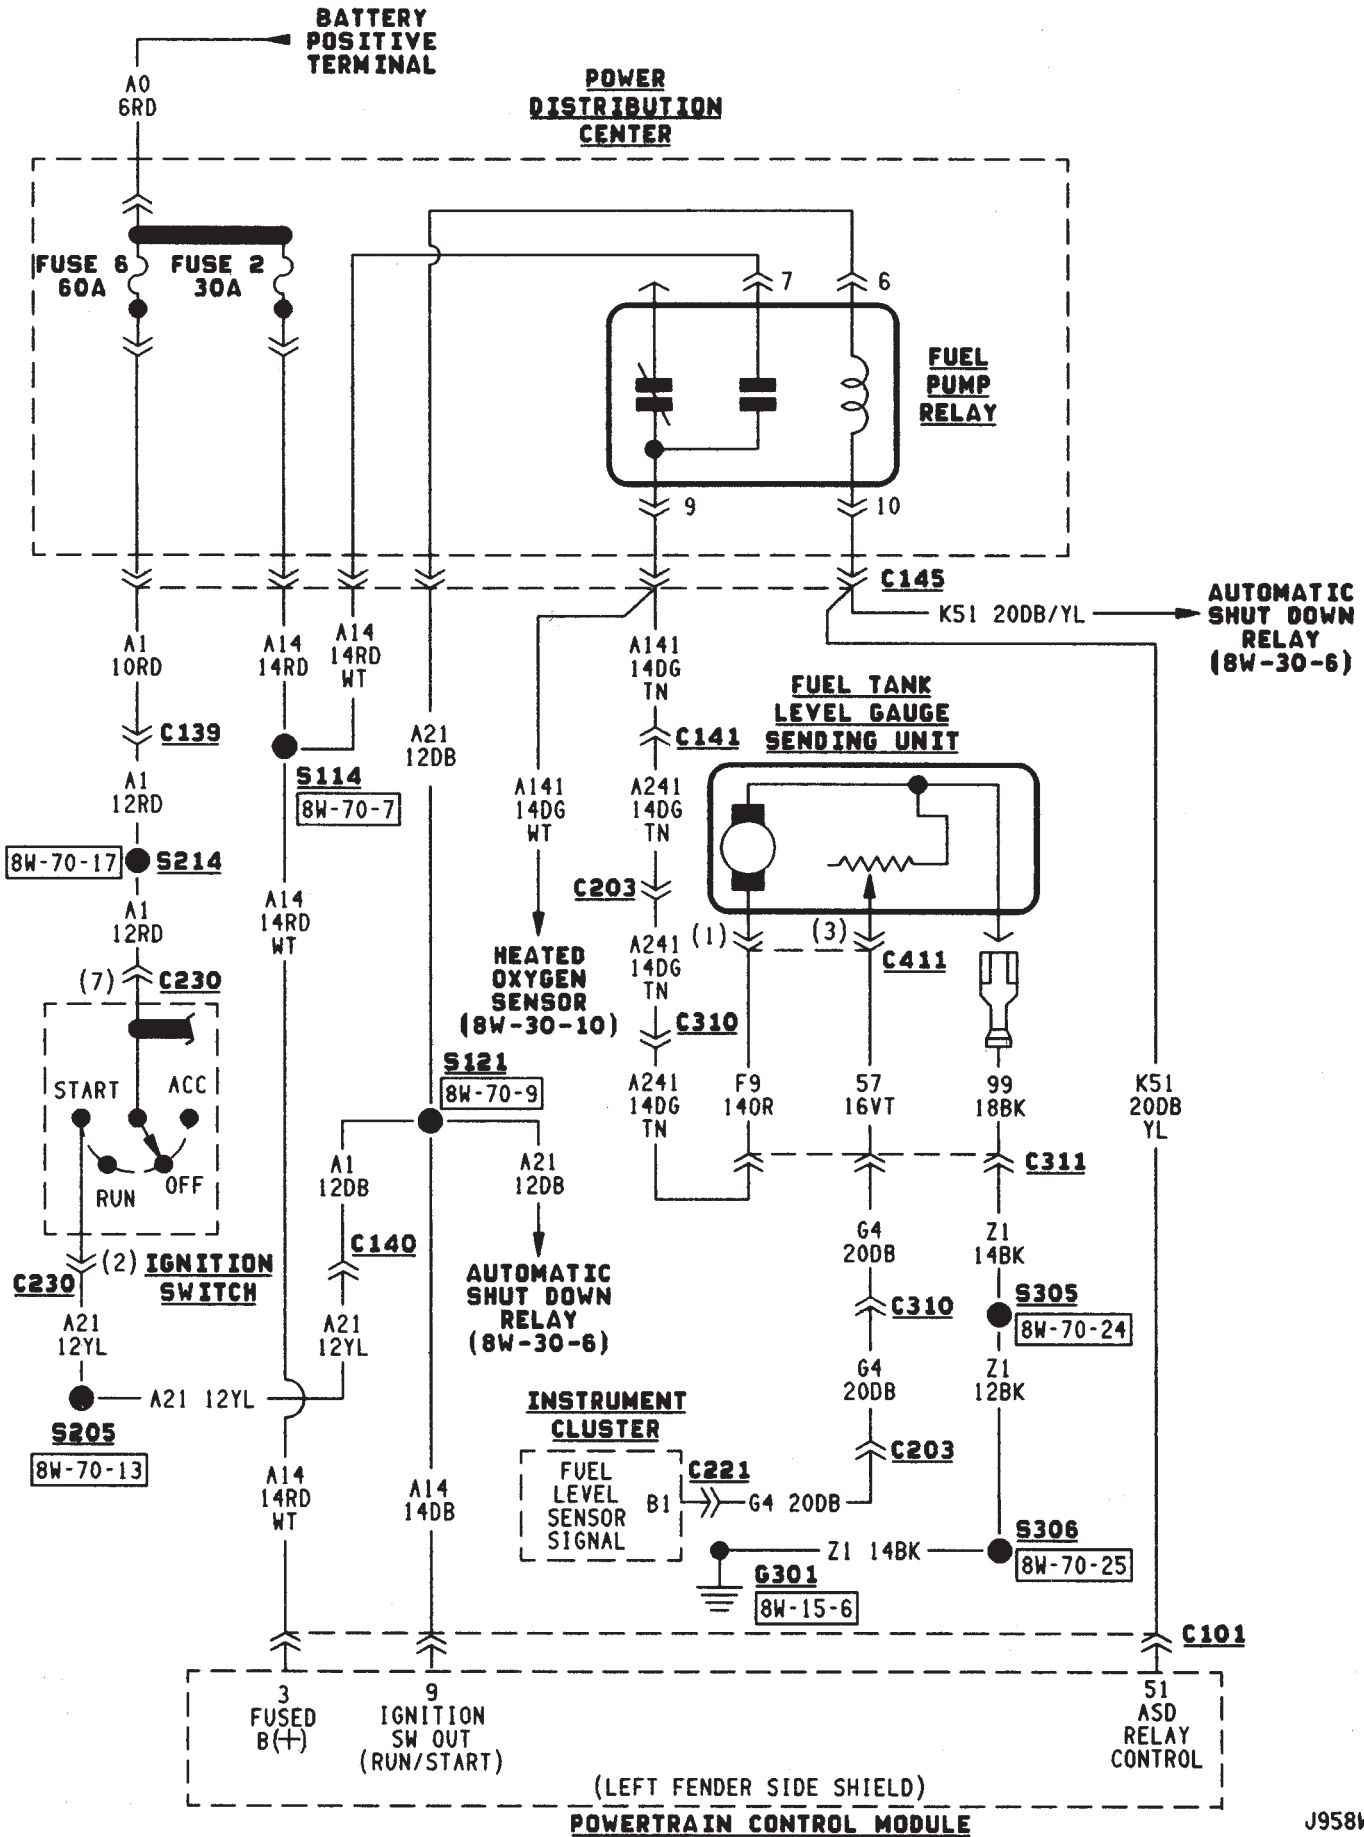 BATTERY
POSITIVE
TERMINAL
A0
6RD
POWER
DISTRIBUTION
CENTER
FUSE 6
60A
FUSE 2
30A
7
6
FUEL
PUMP
RELAY
9
10
C145
K51 20DB/YL
AUTOMATIC
SHUT DOWN
RELAY
(8W-30-6)
A1
10RD
A14
14RD
A14
14RD
WT
A141
14DG
TN
FUEL TANK
LEVEL GAUGE
SENDING UNIT
C139
A21
12DB
C141
S114
8W-70-7
A1
12RD
A141
14DG
WT
A241
14DG
TN
8W-70-17
S214
C203
A1
12RD
A14
14RD
WT
(1)
(3)
C411
A241
14DG
TN
HEATED
OXYGEN
SENSOR
(8W-30-10)
(7)
C230
C310
S121
8W-70-9
START
ACC
RUN
OFF
A241
14DG
TN
F9
14OR
57
16VT
99
18BK
K51
20DB
YL
C311
A1
12DB
A21
12DB
C140
G4
20DB
Z1
14BK
(2)
IGNITION
SWITCH
C230
AUTOMATIC
SHUT DOWN
RELAY
(8W-30-6)
C310
S305
8W-70-24
A21
12YL
A21
12YL
G4
20DB
Z1
12BK
A21 12YL
S205
8W-70-13
INSTRUMENT
CLUSTER
C203
FUEL
LEVEL
SENSOR
SIGNAL
B1
C221
G4 20DB
A14
14RD
WT
A14
14DB
S306
8W-70-25
Z1 14BK
G301
8W-15-6
C101
3
FUSED
B(+)
9
IGNITION
SW OUT
(RUN/START)
51
ASD
RELAY
CONTROL
(LEFT FENDER SIDE SHIELD)
POWERTRAIN CONTROL MODULE